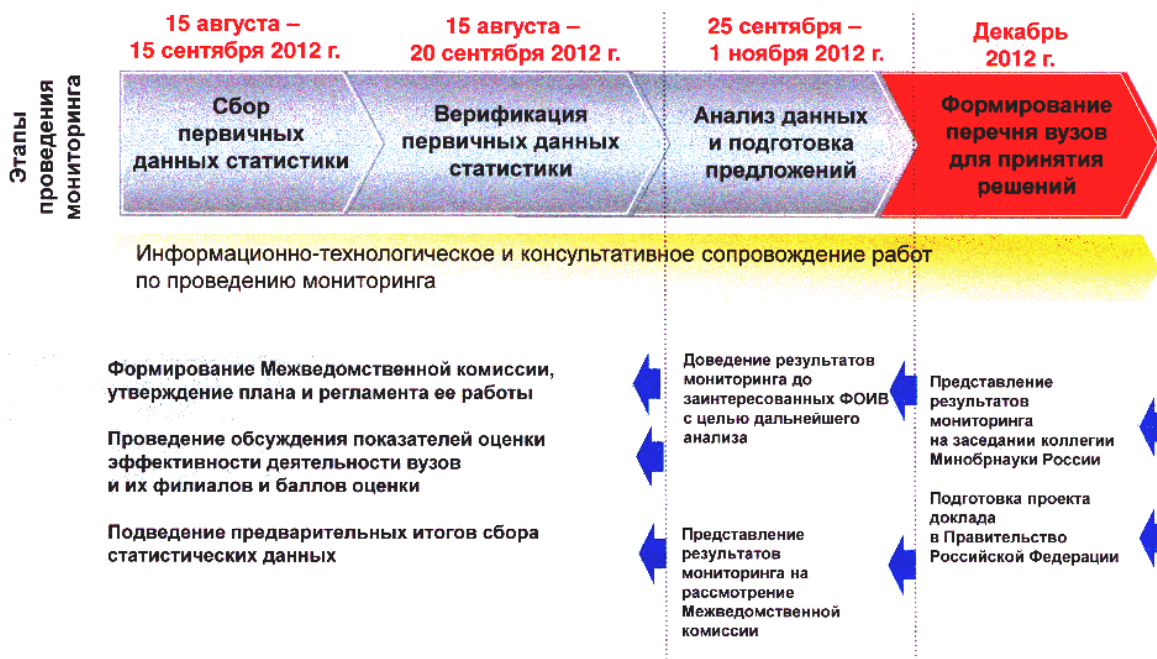 15 августа –
15 сентября 2012 г.
15 августа –
20 сентября 2012 г.
25 сентября –
1 ноября 2012 г.
Декабрь
2012 г.
Этапы
проведения
мониторинга
Сбор
первичных
данных статистики
Верификация
первичных данных
статистики
Анализ данных
и подготовка
предложений
Формирование
перечня вузов
для принятия
решений
Информационно-технологическое и консультативное сопровождение работ
по проведению мониторинга
Формирование Межведомственной комиссии,
утверждение плана и регламента ее работы
Проведение обсуждения показателей оценки
эффективности деятельности вузов
и их филиалов и баллов оценки
Подведение предварительных итогов сбора
статистических данных
Доведение результатов
мониторинга до
заинтересованных ФОИВ
с целью дальнейшего
анализа
Представление
результатов
мониторинга на
рассмотрение
Межведомственной
комиссии
Представление
результатов
мониторинга
на заседании коллегии
Минобрнауки России
Подготовка проекта
доклада
в Правительство
Российской Федерации